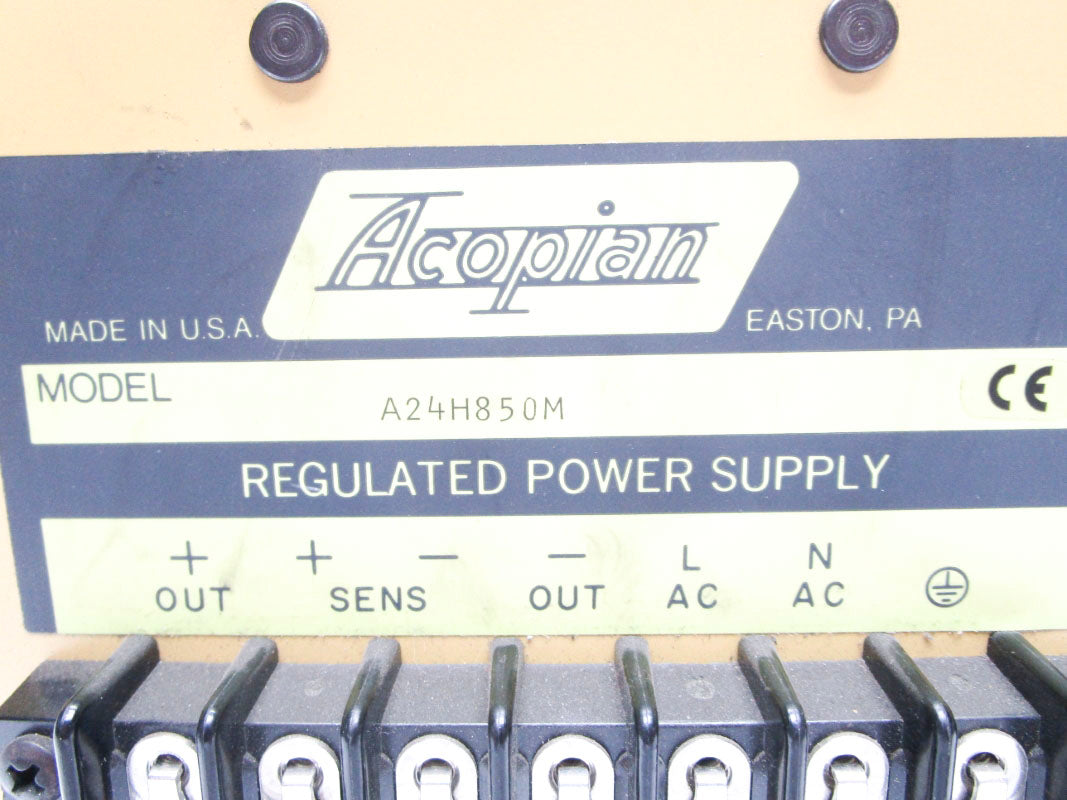 Acopian
MADE IN U.S.A.
EASTON, PA
MODEL
A24H850M
CE
REGULATED POWER SUPPLY
+ + − − L N
OUT SENS OUT AC AC